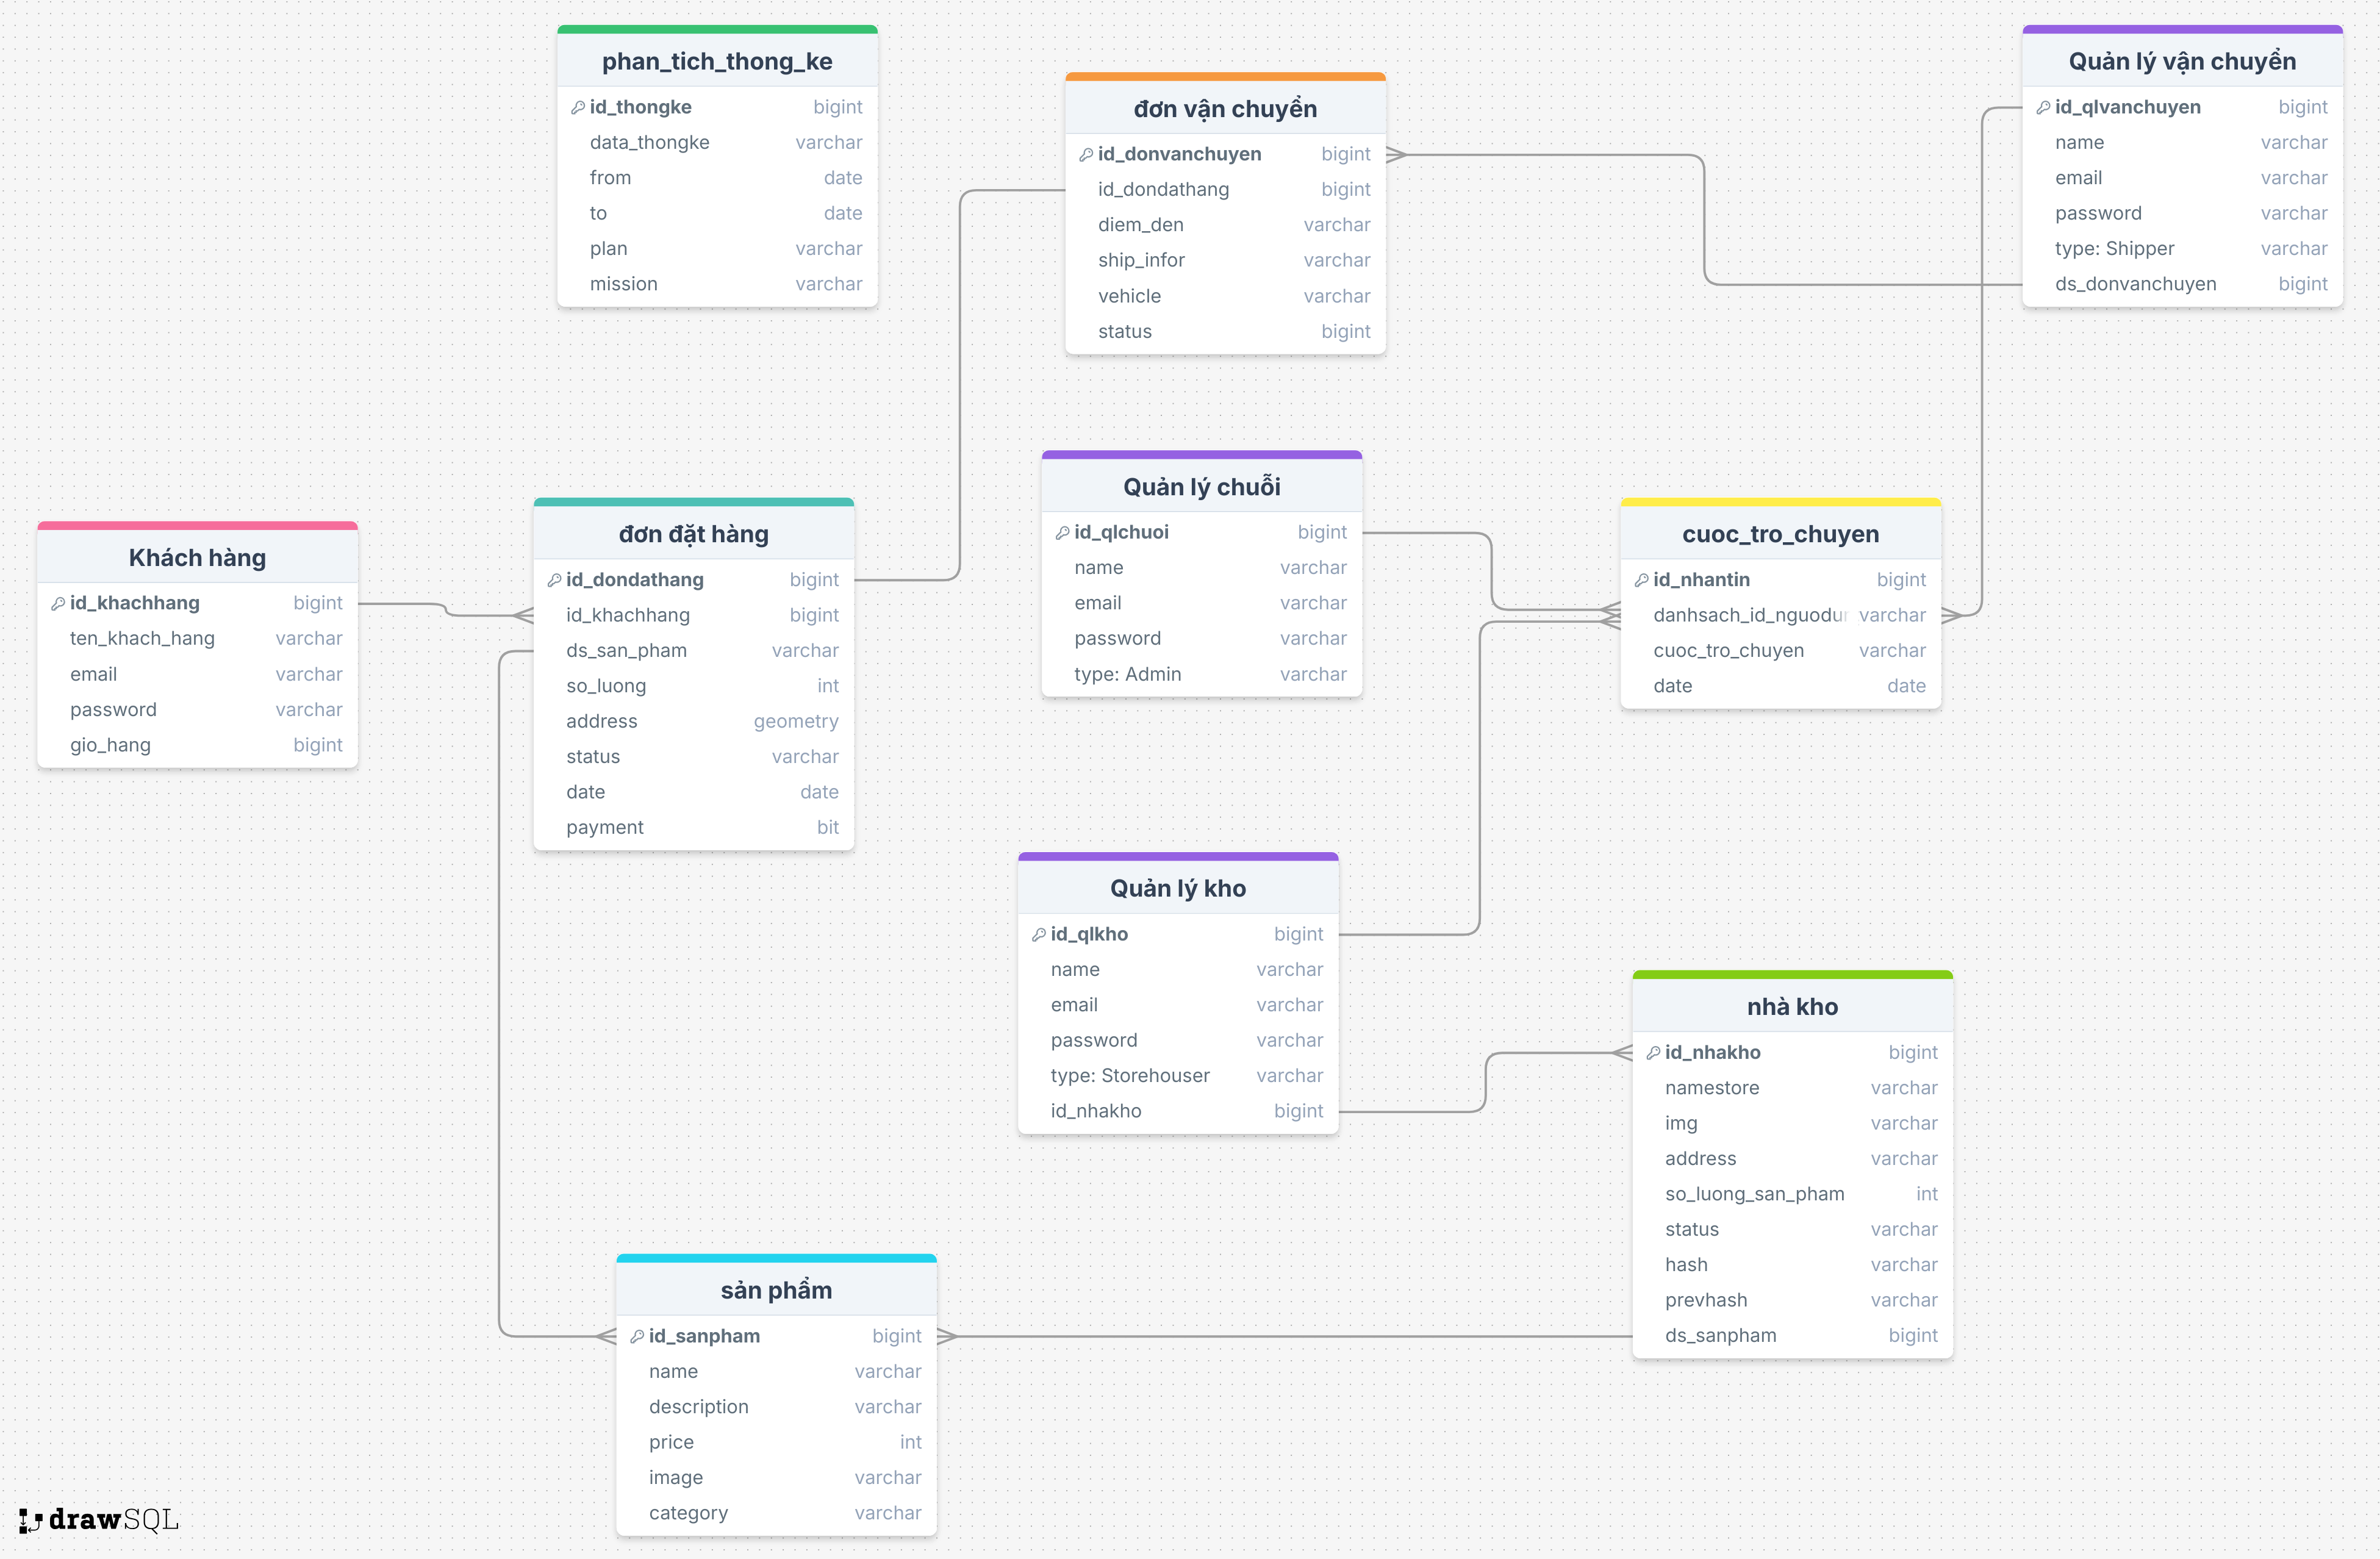 phan_tich_thong_ke
id_thongke bigint
data_thongke varchar
from date
to date
plan varchar
mission varchar
đơn vận chuyển
id_donvanchuyen bigint
id_dondathang bigint
diem_den varchar
ship_infor varchar
vehicle varchar
status bigint
Quản lý vận chuyển
id_qlvanchuyen bigint
name varchar
email varchar
password varchar
type: Shipper varchar
ds_donvanchuyen bigint
Khách hàng
id_khachhang bigint
ten_khach_hang varchar
email varchar
password varchar
gio_hang bigint
đơn đặt hàng
id_dondathang bigint
id_khachhang bigint
ds_san_pham varchar
so_luong int
address geometry
status varchar
date date
payment bit
Quản lý chuỗi
id_qlchuoi bigint
name varchar
email varchar
password varchar
type: Admin varchar
cuoc_tro_chuyen
id_nhantin bigint
varchar
cuoc_tro_chuyen varchar
date date
Quản lý kho
id_qlkho bigint
name varchar
email varchar
password varchar
type: Storehouser varchar
id_nhakho bigint
nhà kho
id_nhakho bigint
namestore varchar
img varchar
address varchar
so_luong_san_pham int
status varchar
hash varchar
prevhash varchar
ds_sanpham bigint
sản phẩm
id_sanpham bigint
name varchar
description varchar
price int
image varchar
category varchar
drawSQL